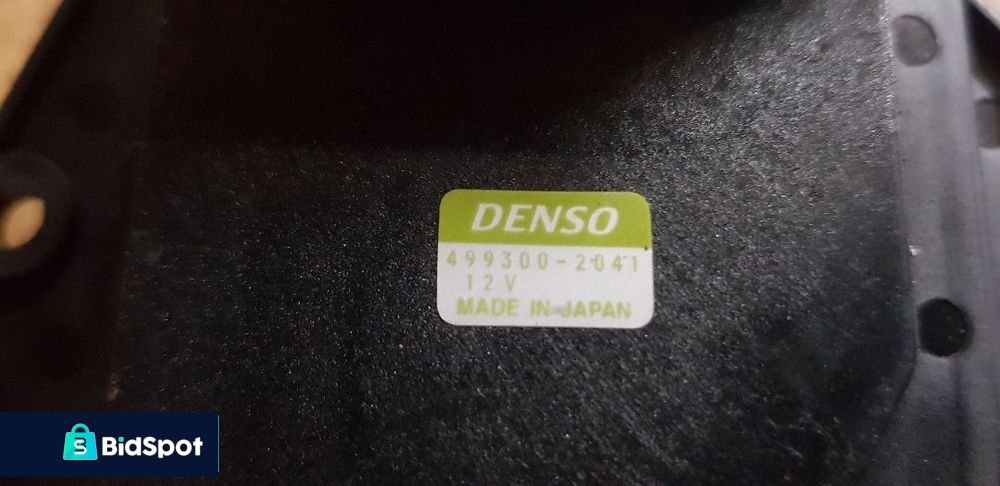 DENSO
499300-2041
12V
MADE IN JAPAN
BidSpot